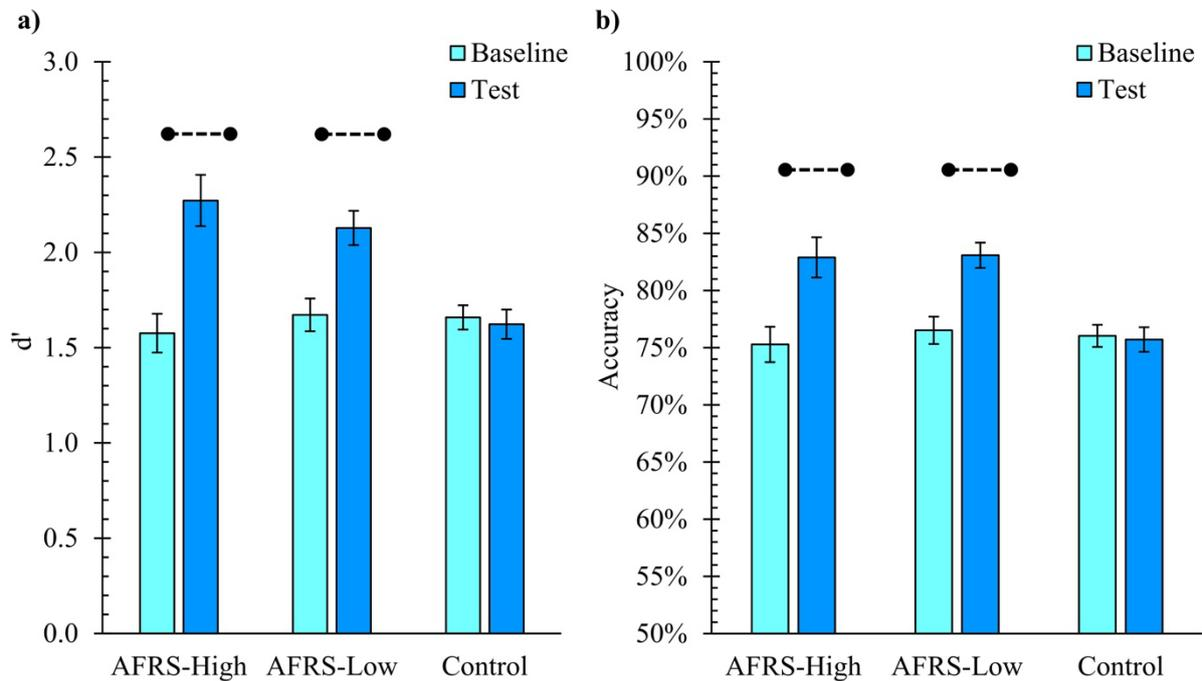 a)
Baseline
Test
3.0
2.5
2.0
1.5
1.0
0.5
0.0
d'
AFRS-High AFRS-Low Control
b)
Baseline
Test
100%
95%
90%
85%
80%
75%
70%
65%
60%
55%
50%
Accuracy
AFRS-High AFRS-Low Control